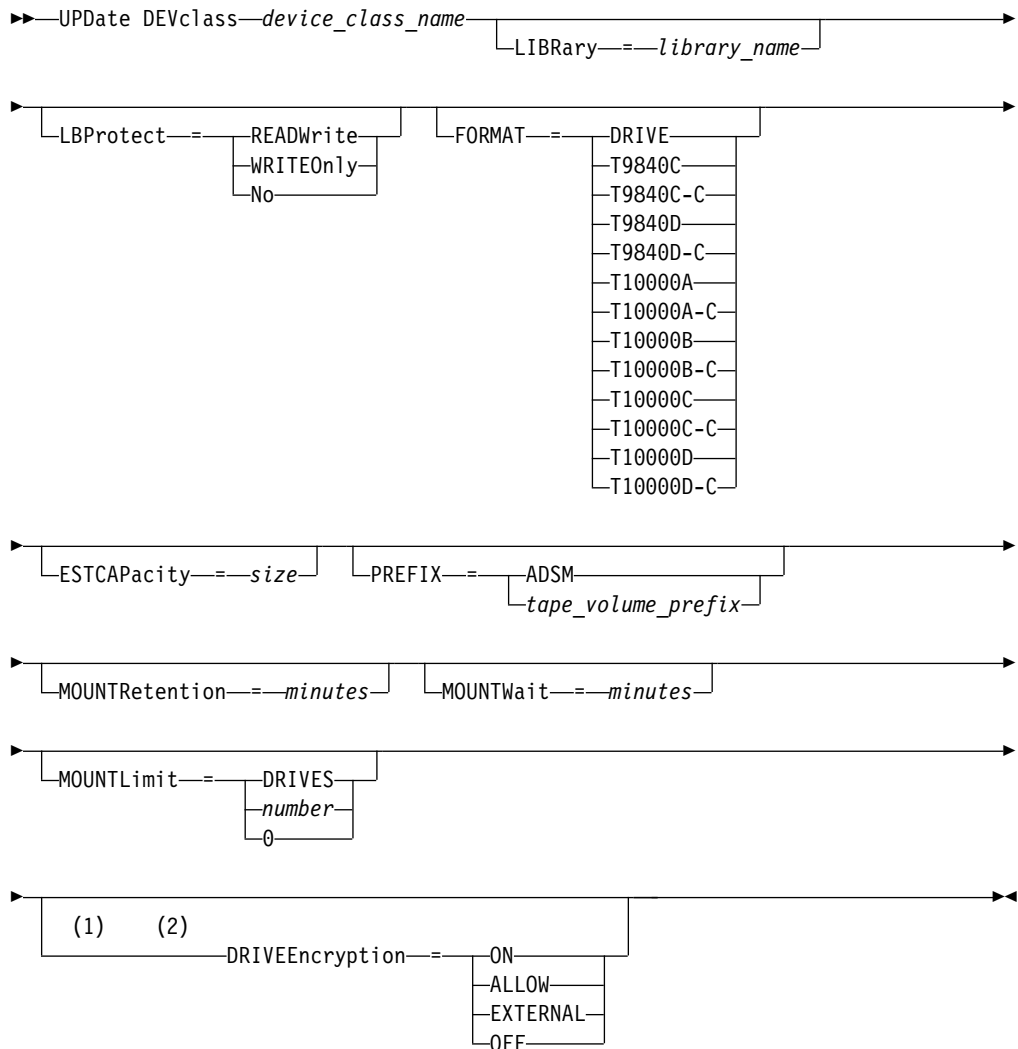 UPDate DEVclass device_class_name
LIBRary = library_name
LBProtect = READWrite FORMAT = DRIVE
WRITEOnly T9840C
No T9840C-C
T9840D
T9840D-C
T10000A
T10000A-C
T10000B
T10000B-C
T10000C
T10000C-C
T10000D
T10000D-C
ESTCAPacity = size PREFIX = ADSM
tape_volume_prefix
MOUNTRetention = minutes MOUNTWait = minutes
MOUNTLimit = DRIVES
number
0
(1) (2)
DRIVEEncryption = ON
ALLOW
EXTERNAL
OFF